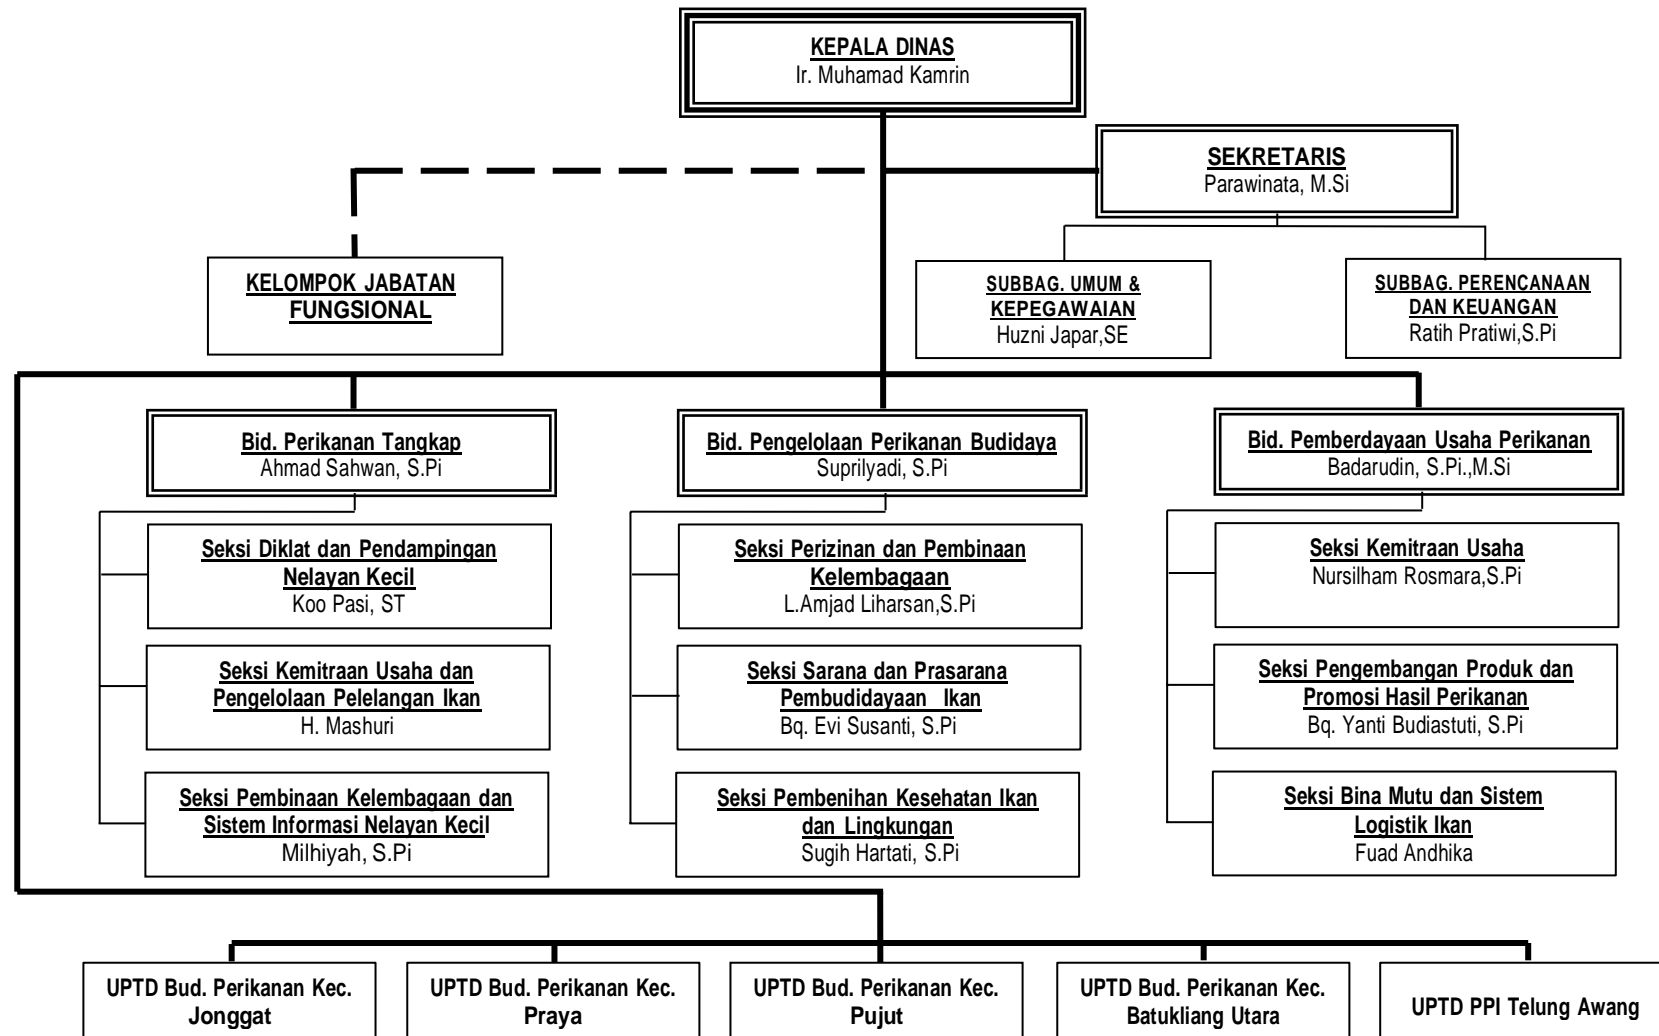 KEPALA DINAS
Ir. Muhamad Kamrin
SEKRETARIS
Parawinata, M.Si
KELOMPOK JABATAN
FUNGSIONAL
SUBBAG. UMUM &
KEPEGAWAIAN
Huzni Japar,SE
SUBBAG. PERENCANAAN
DAN KEUANGAN
Ratih Pratiwi,S.Pi
Bid. Perikanan Tangkap
Ahmad Sahwan, S.Pi
Bid. Pengelolaan Perikanan Budidaya
Suprilyadi, S.Pi
Bid. Pemberdayaan Usaha Perikanan
Badarudin, S.Pi.,M.Si
Seksi Diklat dan Pendampingan
Nelayan Kecil
Koo Pasi, ST
Seksi Perizinan dan Pembinaan
Kelembagaan
L.Amjad Liharsan,S.Pi
Seksi Kemitraan Usaha
Nursilham Rosmara,S.Pi
Seksi Kemitraan Usaha dan
Pengelolaan Pelelangan Ikan
H. Mashuri
Seksi Sarana dan Prasarana
Pembudidayaan Ikan
Bq. Evi Susanti, S.Pi
Seksi Pengembangan Produk dan
Promosi Hasil Perikanan
Bq. Yanti Budiastuti, S.Pi
Seksi Pembinaan Kelembagaan dan
Sistem Informasi Nelayan Kecil
Milhiyah, S.Pi
Seksi Pembenihan Kesehatan Ikan
dan Lingkungan
Sugih Hartati, S.Pi
Seksi Bina Mutu dan Sistem
Logistik Ikan
Fuad Andhika
UPTD Bud. Perikanan Kec.
Jonggat
UPTD Bud. Perikanan Kec.
Praya
UPTD Bud. Perikanan Kec.
Pujut
UPTD Bud. Perikanan Kec.
Batukliang Utara
UPTD PPI Telung Awang